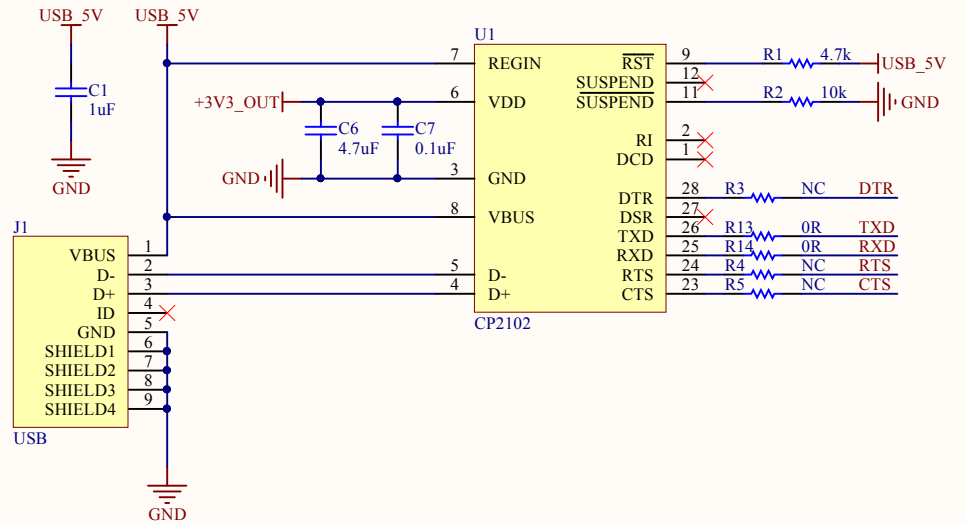 USB_5V
USB_5V
C1
1uF
GND
U1
7 REGIN RST 9 R1 4.7k USB_5V
SUSPEND 12
+3V3_OUT 6 VDD SUSPEND 11 R2 10k GND
C6
4.7uF
C7
0.1uF
RI 2
DCD 1
GND 3 GND
DTR 28 R3 NC DTR
8 VBUS DSR 27
TXD 26 R13 0R TXD
RXD 25 R14 0R RXD
5 D- RTS 24 R4 NC RTS
4 D+ CTS 23 R5 NC CTS
CP2102
J1
VBUS 1
D- 2
D+ 3
ID 4
GND 5
SHIELD1 6
SHIELD2 7
SHIELD3 8
SHIELD4 9
USB
GND